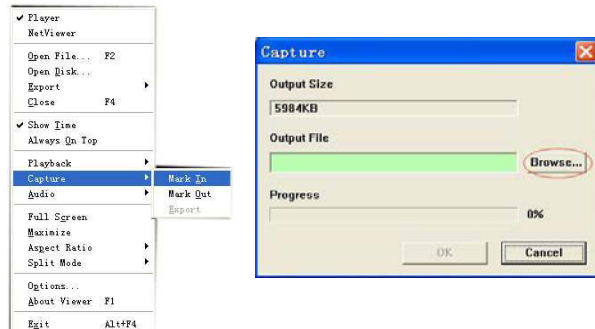 Player
NetViewer
Open File... F2
Open Disk...
Export
Close F4
Show Time
Always On Top
Playback
Capture
Audio
Mark In
Mark Out
Export
Full Screen
Maximize
Aspect Ratio
Split Mode
Options...
About Viewer F1
Exit Alt+F4
Capture
Output Size
5984KB
Output File
Browse...
Progress
0%
OK
Cancel